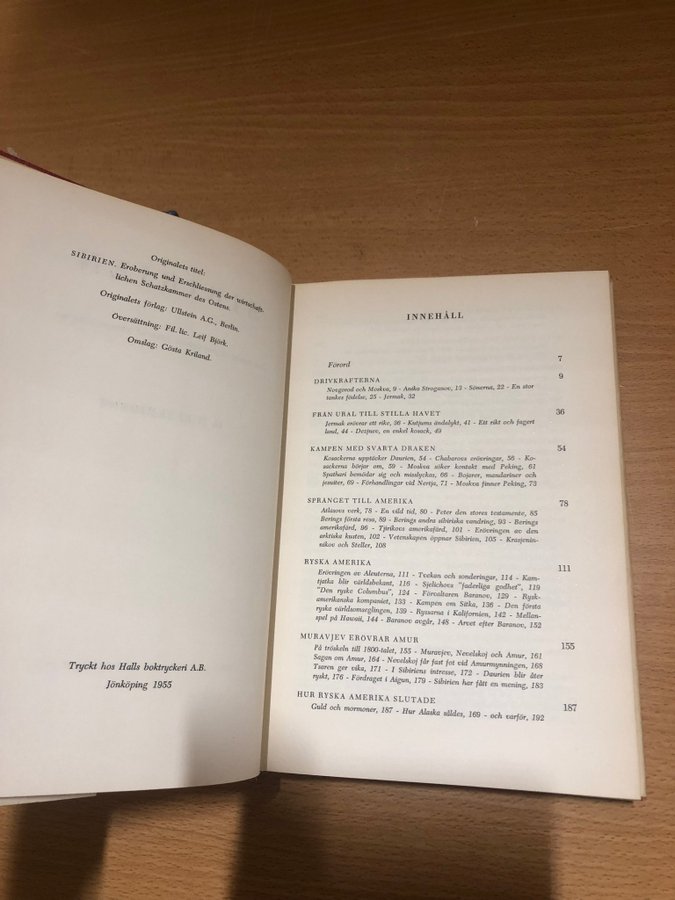 Originalets titel:
SIBIRIEN. Eroberung und Erschliessung der wirtschaft-
lichen Schatzkammer des Ostens.
Originalets förlag: Ullstein A.G., Berlin.
Översättning: Fil. lic. Leif Björk.
Omslag: Gösta Kriland.
Tryckt hos Halls boktryckeri A.B.
Jönköping 1955
INNEHÅLL
Förord 7
DRIVKRAFTERNA 9
Novgorod och Moskva, 9 - Anika Stroganov, 13 - Sönerna, 22 - En stor
tankes födelse, 25 - Jermak, 32
FRÅN URAL TILL STILLA HAVET 36
Jermak erövrar ett rike, 36 - Kutjums ändalykt, 41 - Ett rikt och fagert
land, 44 - Dezjnev, en enkel kosack, 49
KAMPEN MED SVARTA DRAKEN 54
Kosackerna upptäcker Daurien, 54 - Chabarovs erövringar, 56 - Ko-
sackerna börjar om, 59 - Moskva söker kontakt med Peking, 61
Spathari bemödar sig och misslyckas, 66 - Bojarer, mandariner och
jesuiter, 69 - Förhandlingar vid Nertja, 71 - Moskva finner Peking, 73
SPRÅNGET TILL AMERIKA 78
Atlasovs verk, 78 - En vild tid, 80 - Peter den stores testamente, 85
Berings första resa, 89 - Berings andra sibiriska vandring, 93 - Berings
amerikafärd, 96 - Tjirikovs amerikafärd, 101 - Erövringen av den
arktiska kusten, 102 - Vetenskapen öppnar Sibirien, 105 - Krasjenin-
nikov och Steller, 108
RYSKA AMERIKA 111
Erövringen av Aleuterna, 111 - Tvekan och sonderingar, 114 - Kam-
tjatka blir världsbekant, 116 - Sjelichovs "faderliga godhet", 119
"Den ryske Columbus", 124 - Förvaltaren Baranov, 129 - Rysk-
amerikanska kompaniet, 133 - Kampen om Sitka, 136 - Den första
ryska världsomseglingen, 139 - Ryssarna i Kalifornien, 142 - Mellan-
spel på Hawaii, 144 - Baranov avgår, 148 - Arvet efter Baranov, 152
MURAVJEV EROVRAR AMUR 155
På tröskeln till 1800-talet, 155 - Muravjev, Nevelskoj och Amur, 161
Sagan om Amur, 164 - Nevelskoj får fast fot vid Amurmynningen, 168
Tsaren ger vika, 171 - I Sibiriens intresse, 172 - Daurien blir åter
ryskt, 176 - Fördraget i Aigun, 179 - Sibirien har fått en mening, 183
HUR RYSKA AMERIKA SLUTADE 187
Guld och mormoner, 187 - Hur Alaska såldes, 169 - och varför, 192